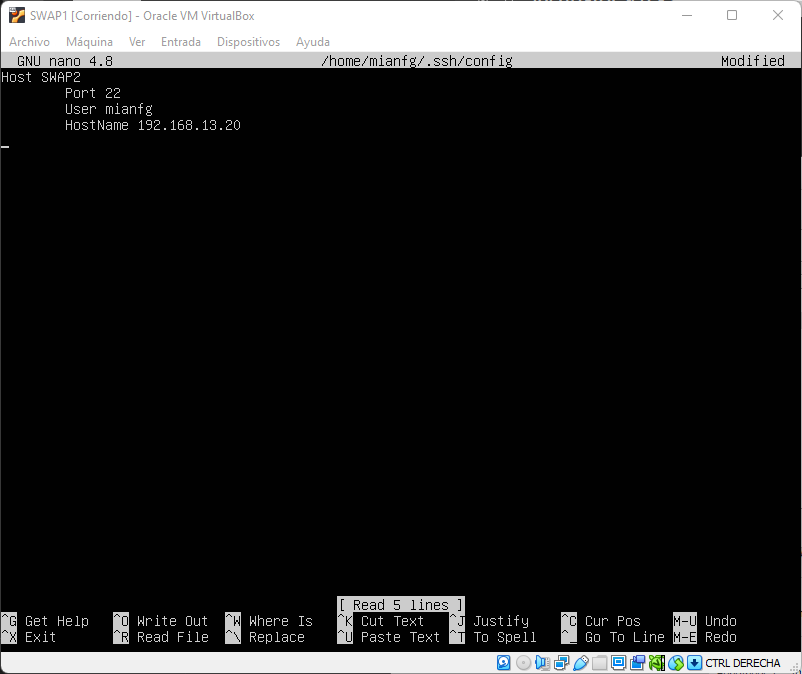 SWAP1 [Corriendo] - Oracle VM VirtualBox
Archivo Máquina Ver Entrada Dispositivos Ayuda
GNU nano 4.8 /home/mianfg/.ssh/config Modified
Host SWAP2
Port 22
User mianfg
HostName 192.168.13.20
[ Read 5 lines ]
^G Get Help ^O Write Out ^W Where Is ^K Cut Text ^J Justify ^C Cur Pos M-U Undo
^X Exit ^R Read File ^\ Replace ^U Paste Text ^T To Spell ^_ Go To Line M-E Redo
CTRL DERECHA